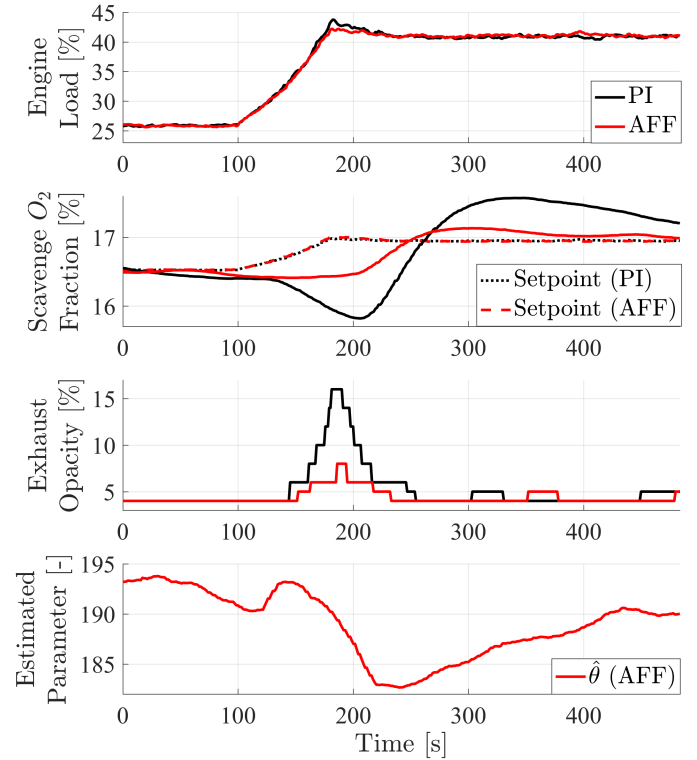 Engine
Load [%]
45
40
35
30
25
PI
AFF
0 100 200 300 400
Scavenge O2
Fraction [%]
17
16
Setpoint (PI)
Setpoint (AFF)
0 100 200 300 400
Exhaust
Opacity [%]
15
10
5
0 100 200 300 400
Estimated
Parameter [-]
195
190
185
θ̂ (AFF)
0 100 200 300 400
Time [s]